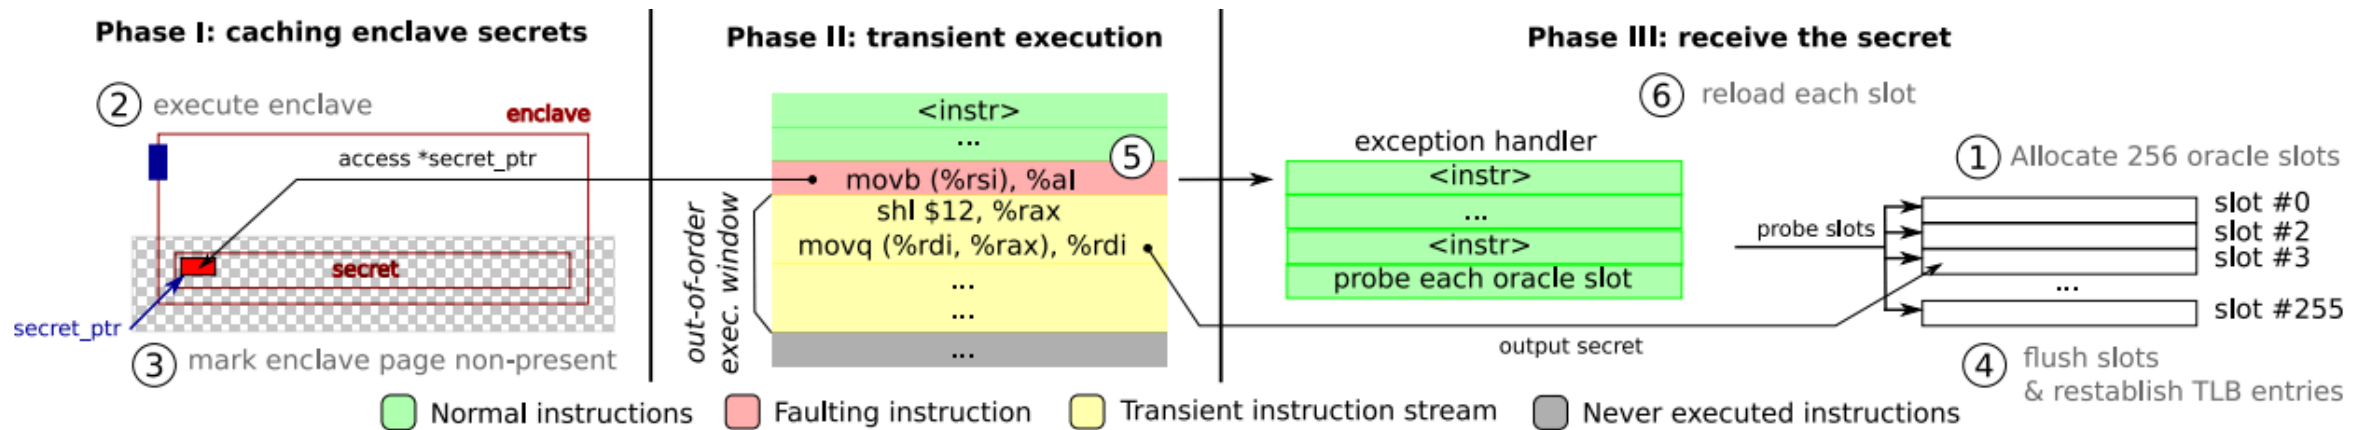 Phase I: caching enclave secrets
② execute enclave
enclave
access *secret_ptr
secret
secret_ptr
③ mark enclave page non-present
Phase II: transient execution
<instr>
...
⑤
movb (%rsi), %al
shl $12, %rax
movq (%rdi, %rax), %rdi
...
...
...
out-of-order
exec. window
Phase III: receive the secret
⑥ reload each slot
exception handler
<instr>
...
<instr>
probe each oracle slot
① Allocate 256 oracle slots
probe slots
slot #0
slot #2
slot #3
...
slot #255
output secret
④ flush slots
& restablish TLB entries
Normal instructions
Faulting instruction
Transient instruction stream
Never executed instructions